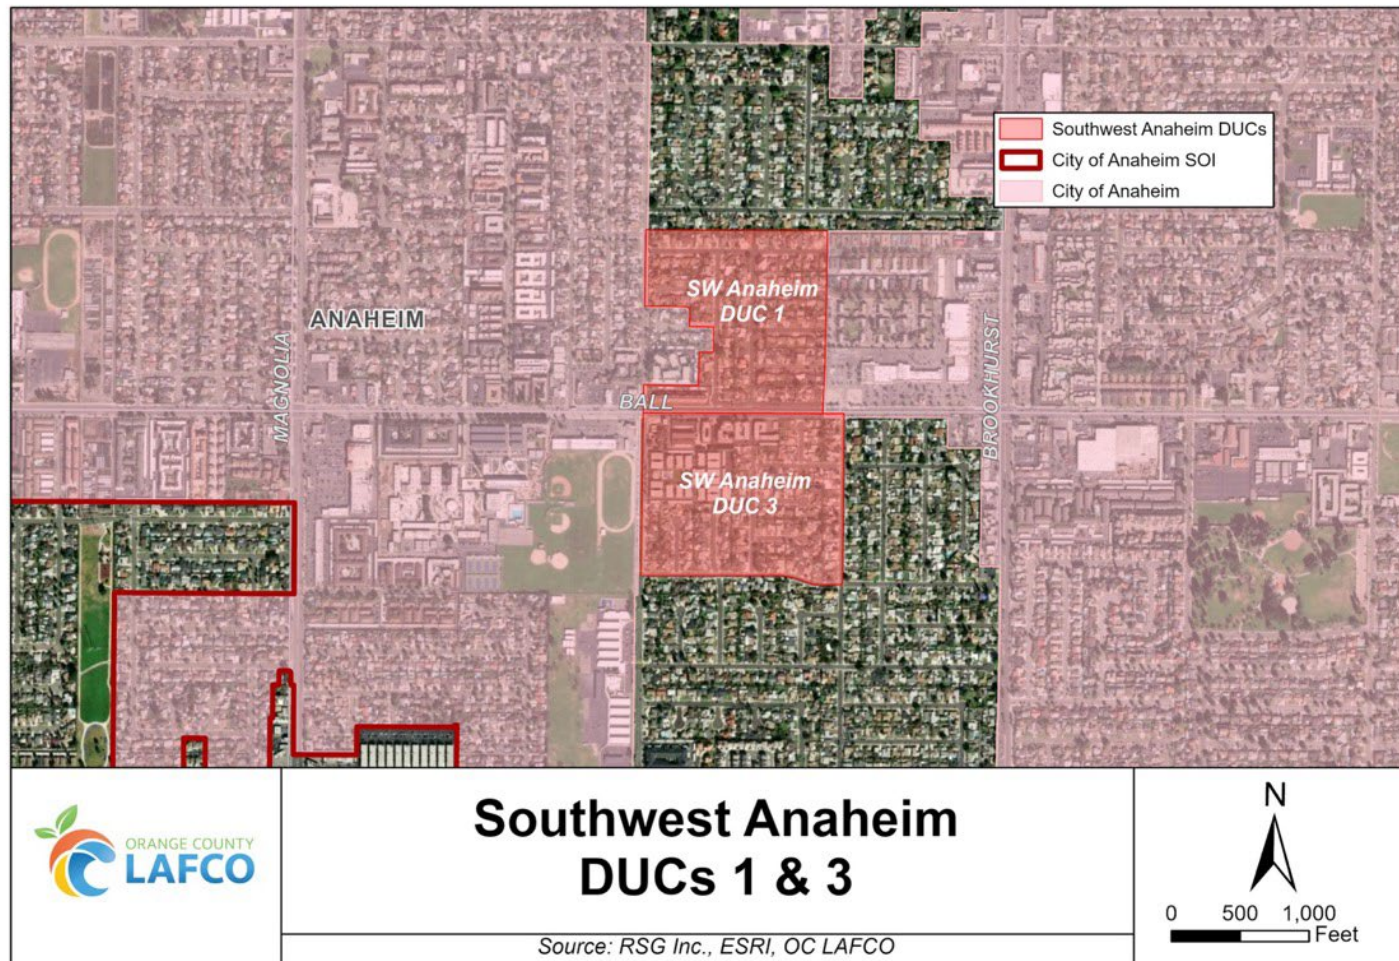 Southwest Anaheim DUCs
City of Anaheim SOI
City of Anaheim
SW Anaheim
DUC 1
ANAHEIM
MAGNOLIA
BALL
BROOKHURST
SW Anaheim
DUC 3
ORANGE COUNTY
LAFCO
Southwest Anaheim
DUCs 1 & 3
Source: RSG Inc., ESRI, OC LAFCO
N
0 500 1,000
Feet